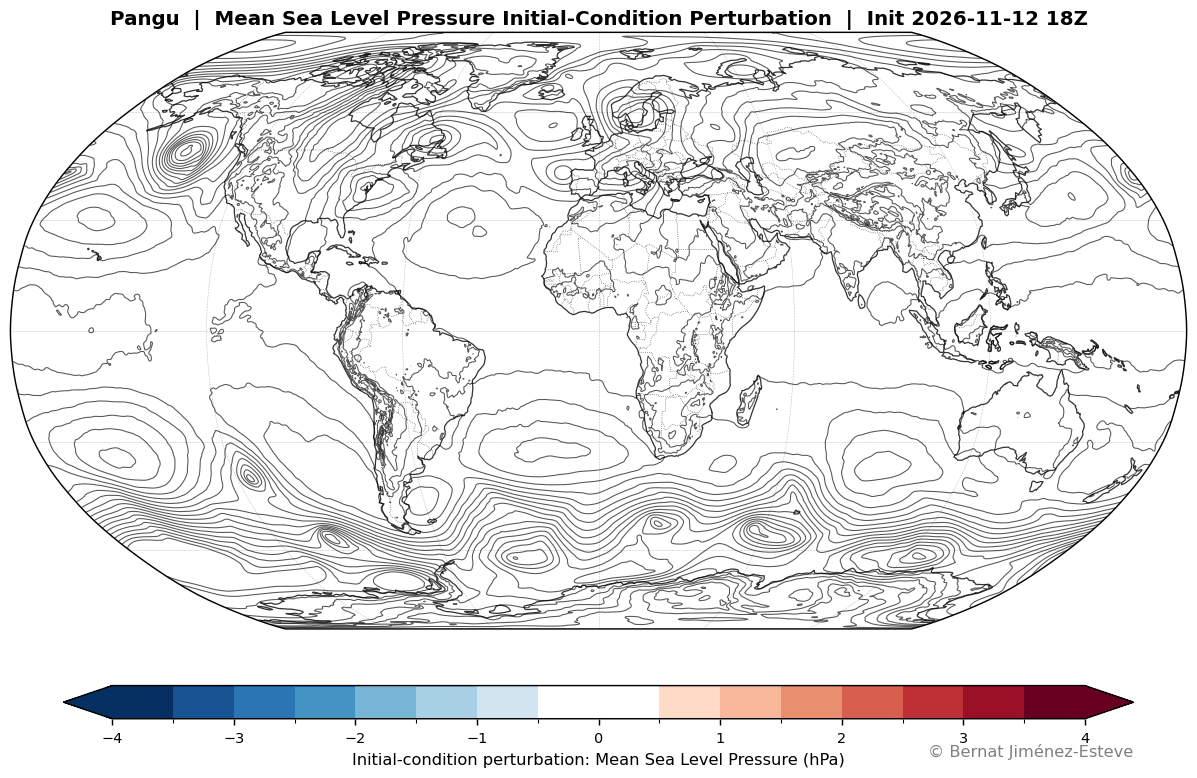 Pangu | Mean Sea Level Pressure Initial-Condition Perturbation | Init 2026-11-12 18Z
−4 −3 −2 −1 0 1 2 3 4
Initial-condition perturbation: Mean Sea Level Pressure (hPa)
© Bernat Jiménez-Esteve